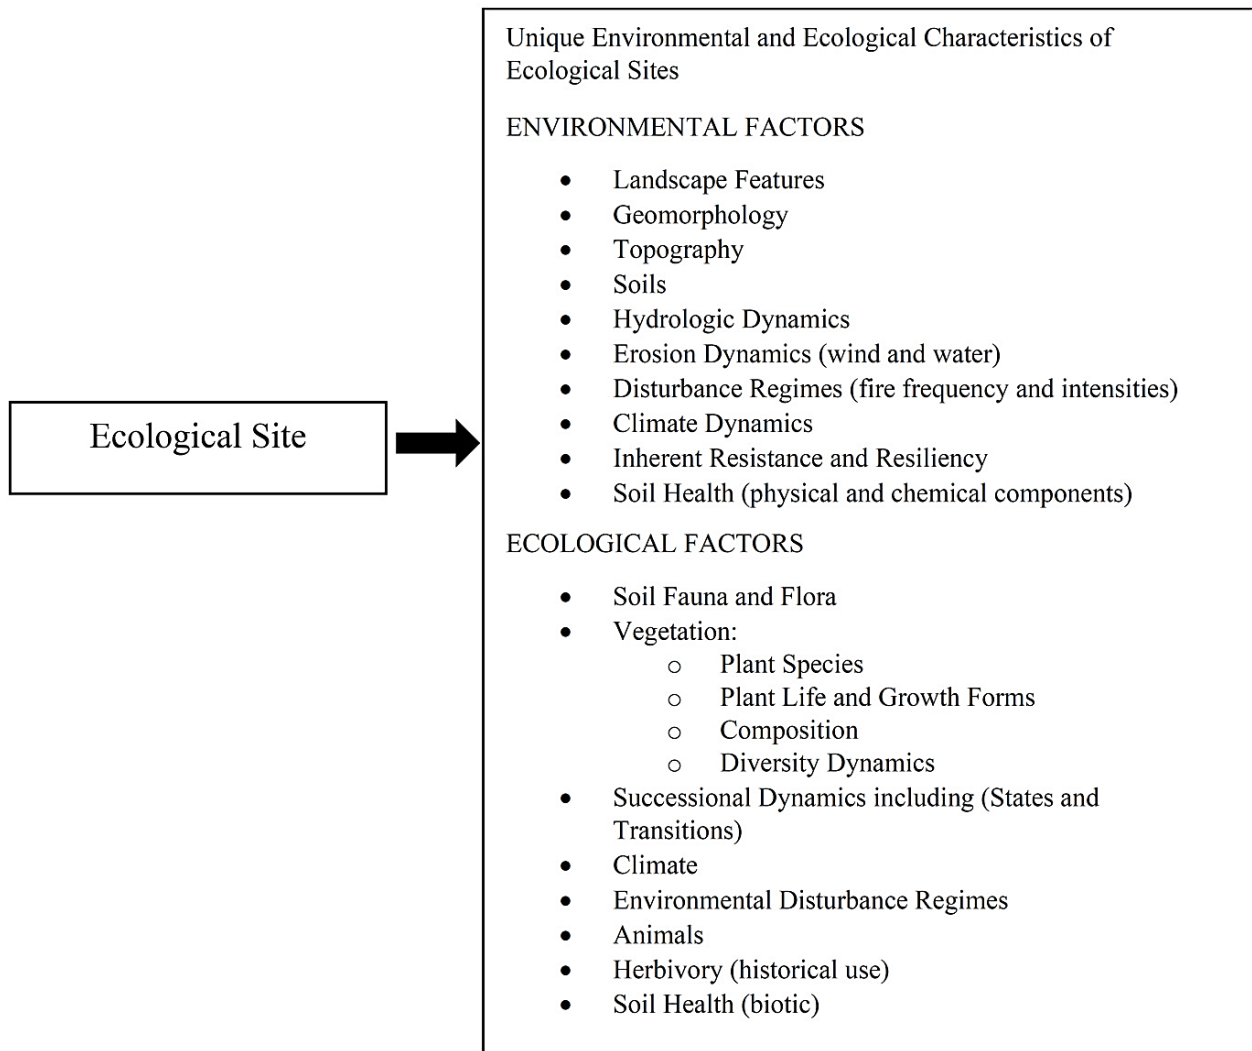 Ecological Site
Unique Environmental and Ecological Characteristics of
Ecological Sites
ENVIRONMENTAL FACTORS
• Landscape Features
• Geomorphology
• Topography
• Soils
• Hydrologic Dynamics
• Erosion Dynamics (wind and water)
• Disturbance Regimes (fire frequency and intensities)
• Climate Dynamics
• Inherent Resistance and Resiliency
• Soil Health (physical and chemical components)
ECOLOGICAL FACTORS
• Soil Fauna and Flora
• Vegetation:
o Plant Species
o Plant Life and Growth Forms
o Composition
o Diversity Dynamics
• Successional Dynamics including (States and
Transitions)
• Climate
• Environmental Disturbance Regimes
• Animals
• Herbivory (historical use)
• Soil Health (biotic)